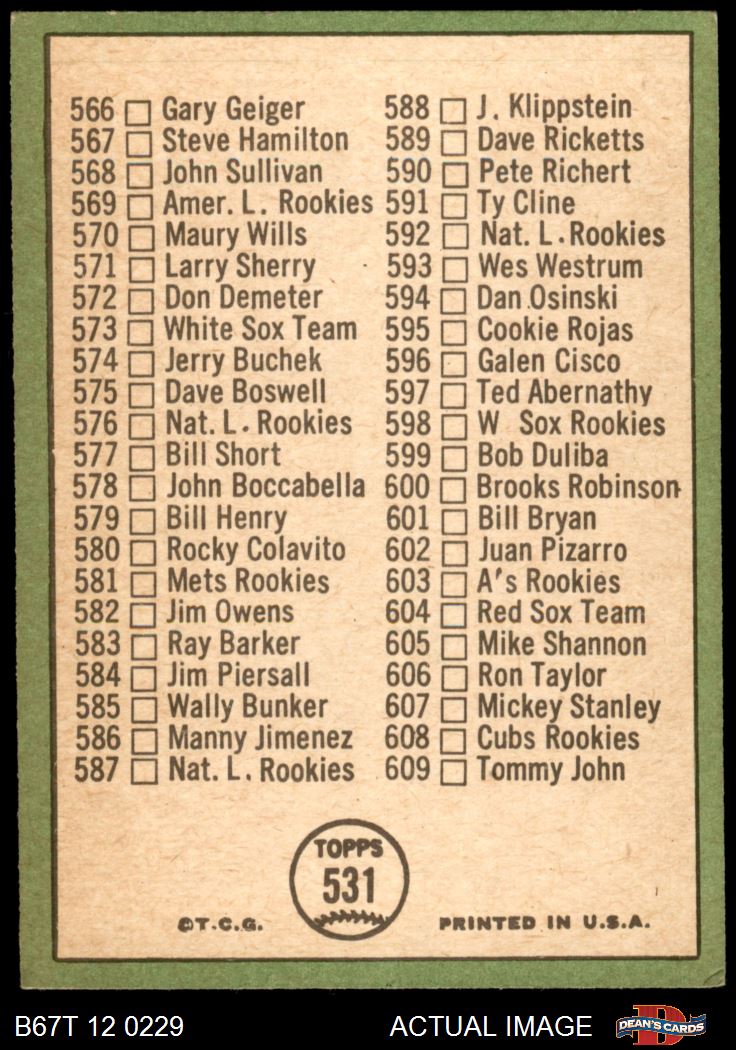 566 Gary Geiger
567 Steve Hamilton
568 John Sullivan
569 Amer. L. Rookies
570 Maury Wills
571 Larry Sherry
572 Don Demeter
573 White Sox Team
574 Jerry Buchek
575 Dave Boswell
576 Nat. L. Rookies
577 Bill Short
578 John Boccabella
579 Bill Henry
580 Rocky Colavito
581 Mets Rookies
582 Jim Owens
583 Ray Barker
584 Jim Piersall
585 Wally Bunker
586 Manny Jimenez
587 Nat. L. Rookies
588 J. Klippstein
589 Dave Ricketts
590 Pete Richert
591 Ty Cline
592 Nat. L. Rookies
593 Wes Westrum
594 Dan Osinski
595 Cookie Rojas
596 Galen Cisco
597 Ted Abernathy
598 W Sox Rookies
599 Bob Duliba
600 Brooks Robinson
601 Bill Bryan
602 Juan Pizarro
603 A's Rookies
604 Red Sox Team
605 Mike Shannon
606 Ron Taylor
607 Mickey Stanley
608 Cubs Rookies
609 Tommy John
TOPPS
531
©T.C.G.
PRINTED IN U.S.A.
B67T 12 0229
ACTUAL IMAGE
D
DEAN'S CARDS